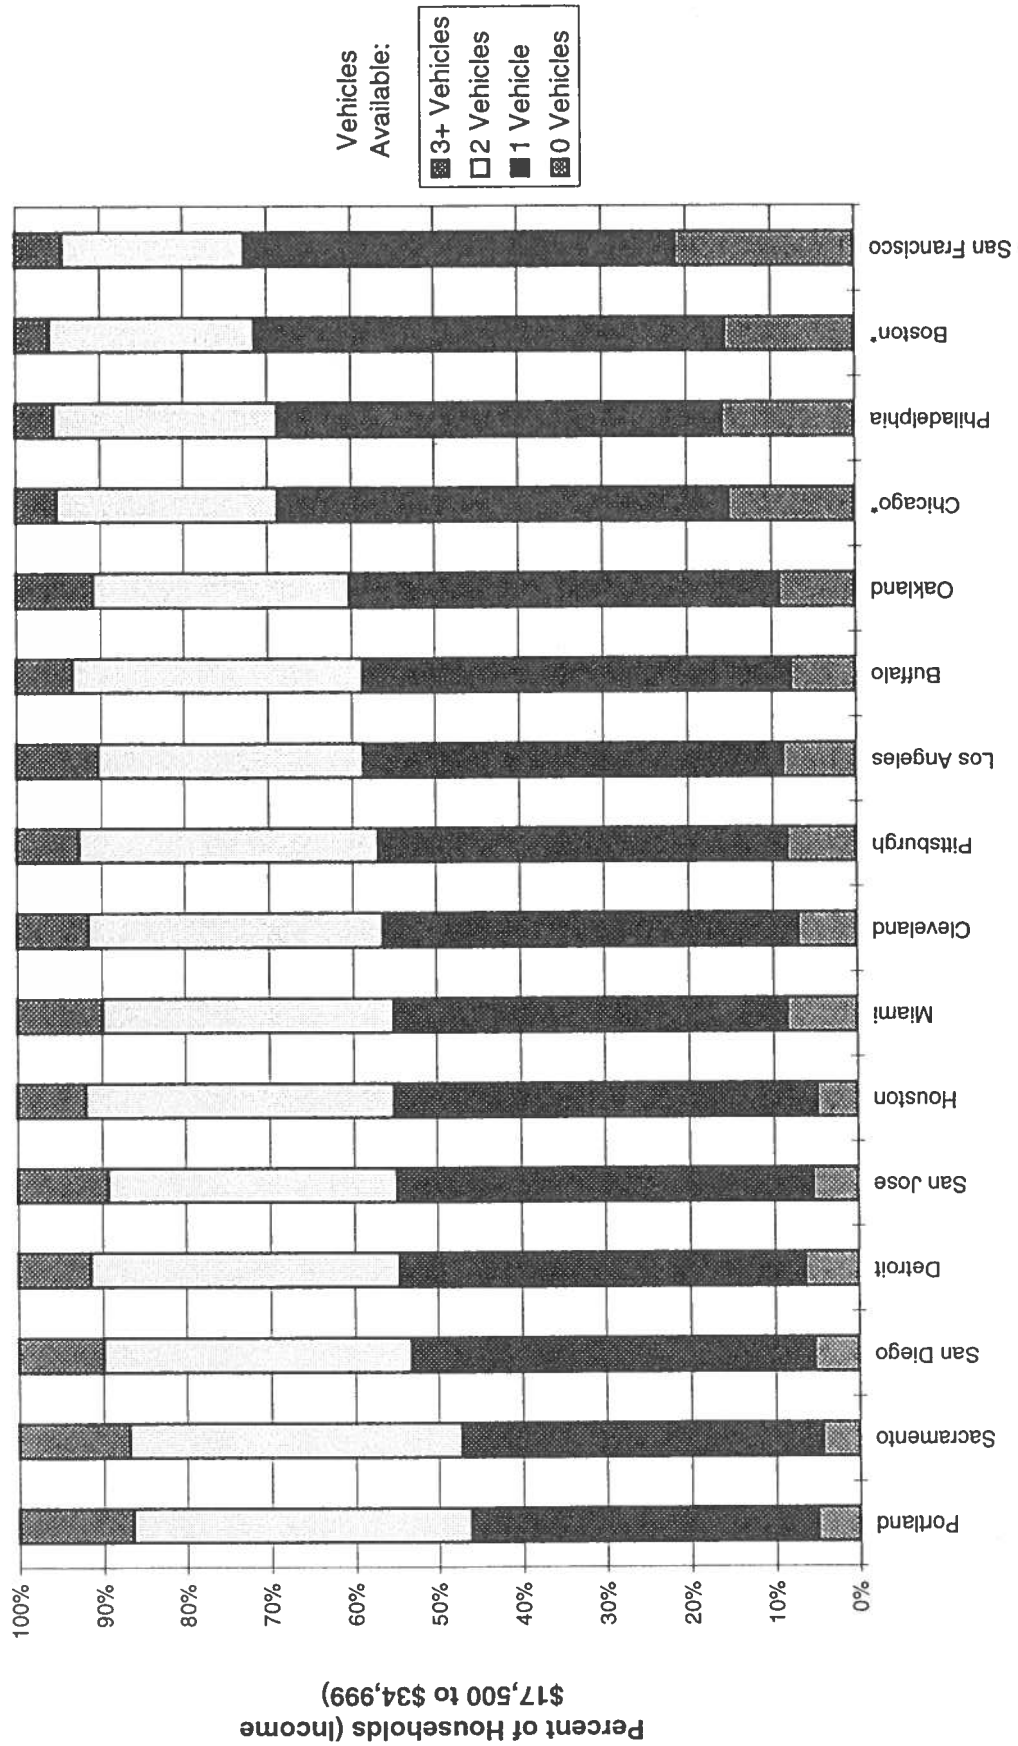 Percent of Households (Income
$17,500 to $34,999)
100%
90%
80%
70%
60%
50%
40%
30%
20%
10%
0%
Portland
Sacramento
San Diego
Detroit
San Jose
Houston
Miami
Cleveland
Pittsburgh
Los Angeles
Buffalo
Oakland
Chicago*
Philadelphia
Boston*
San Francisco
Vehicles
Available:
3+ Vehicles
2 Vehicles
1 Vehicle
0 Vehicles